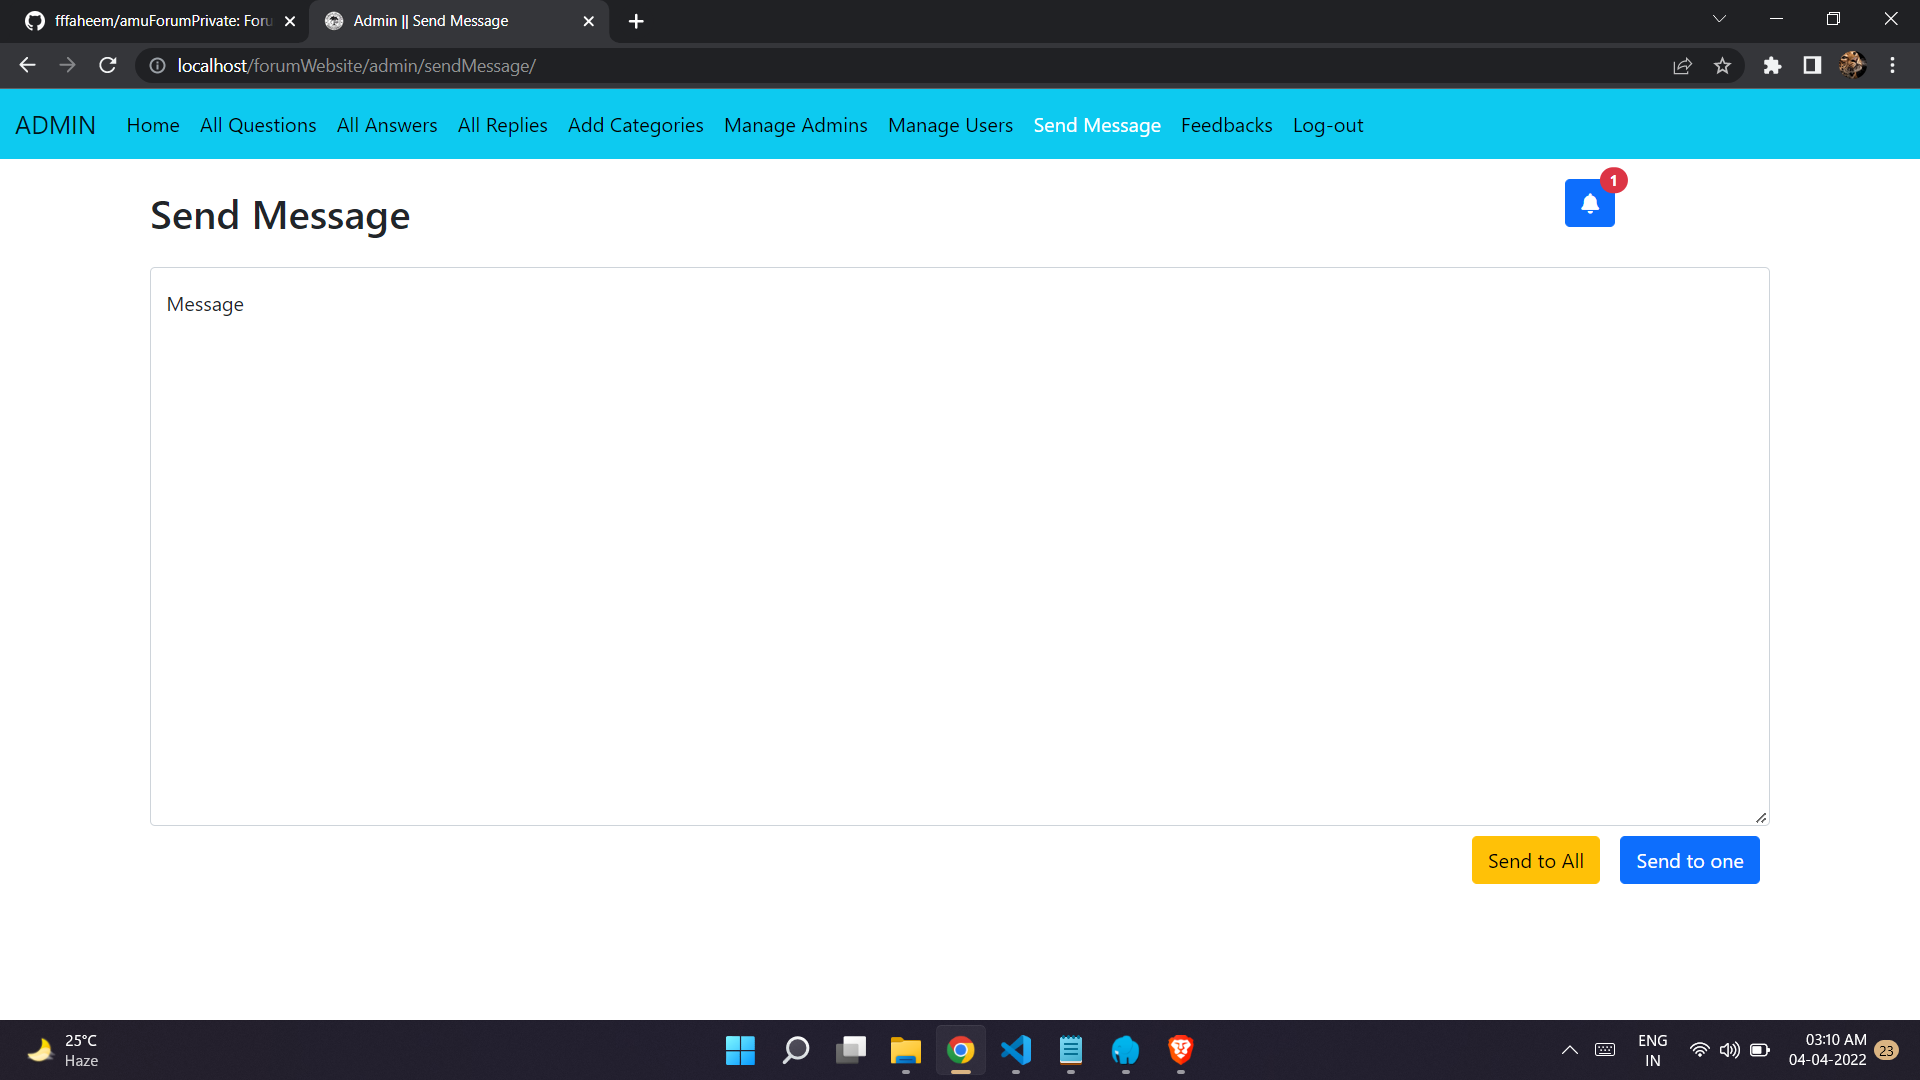 fffaheem/amuForumPrivate: Foru
Admin || Send Message
localhost/forumWebsite/admin/sendMessage/
ADMIN Home All Questions All Answers All Replies Add Categories Manage Admins Manage Users Send Message Feedbacks Log-out
1
Send Message
Message
Send to All Send to one
25°C
Haze
ENG
IN
03:10 AM
04-04-2022
23